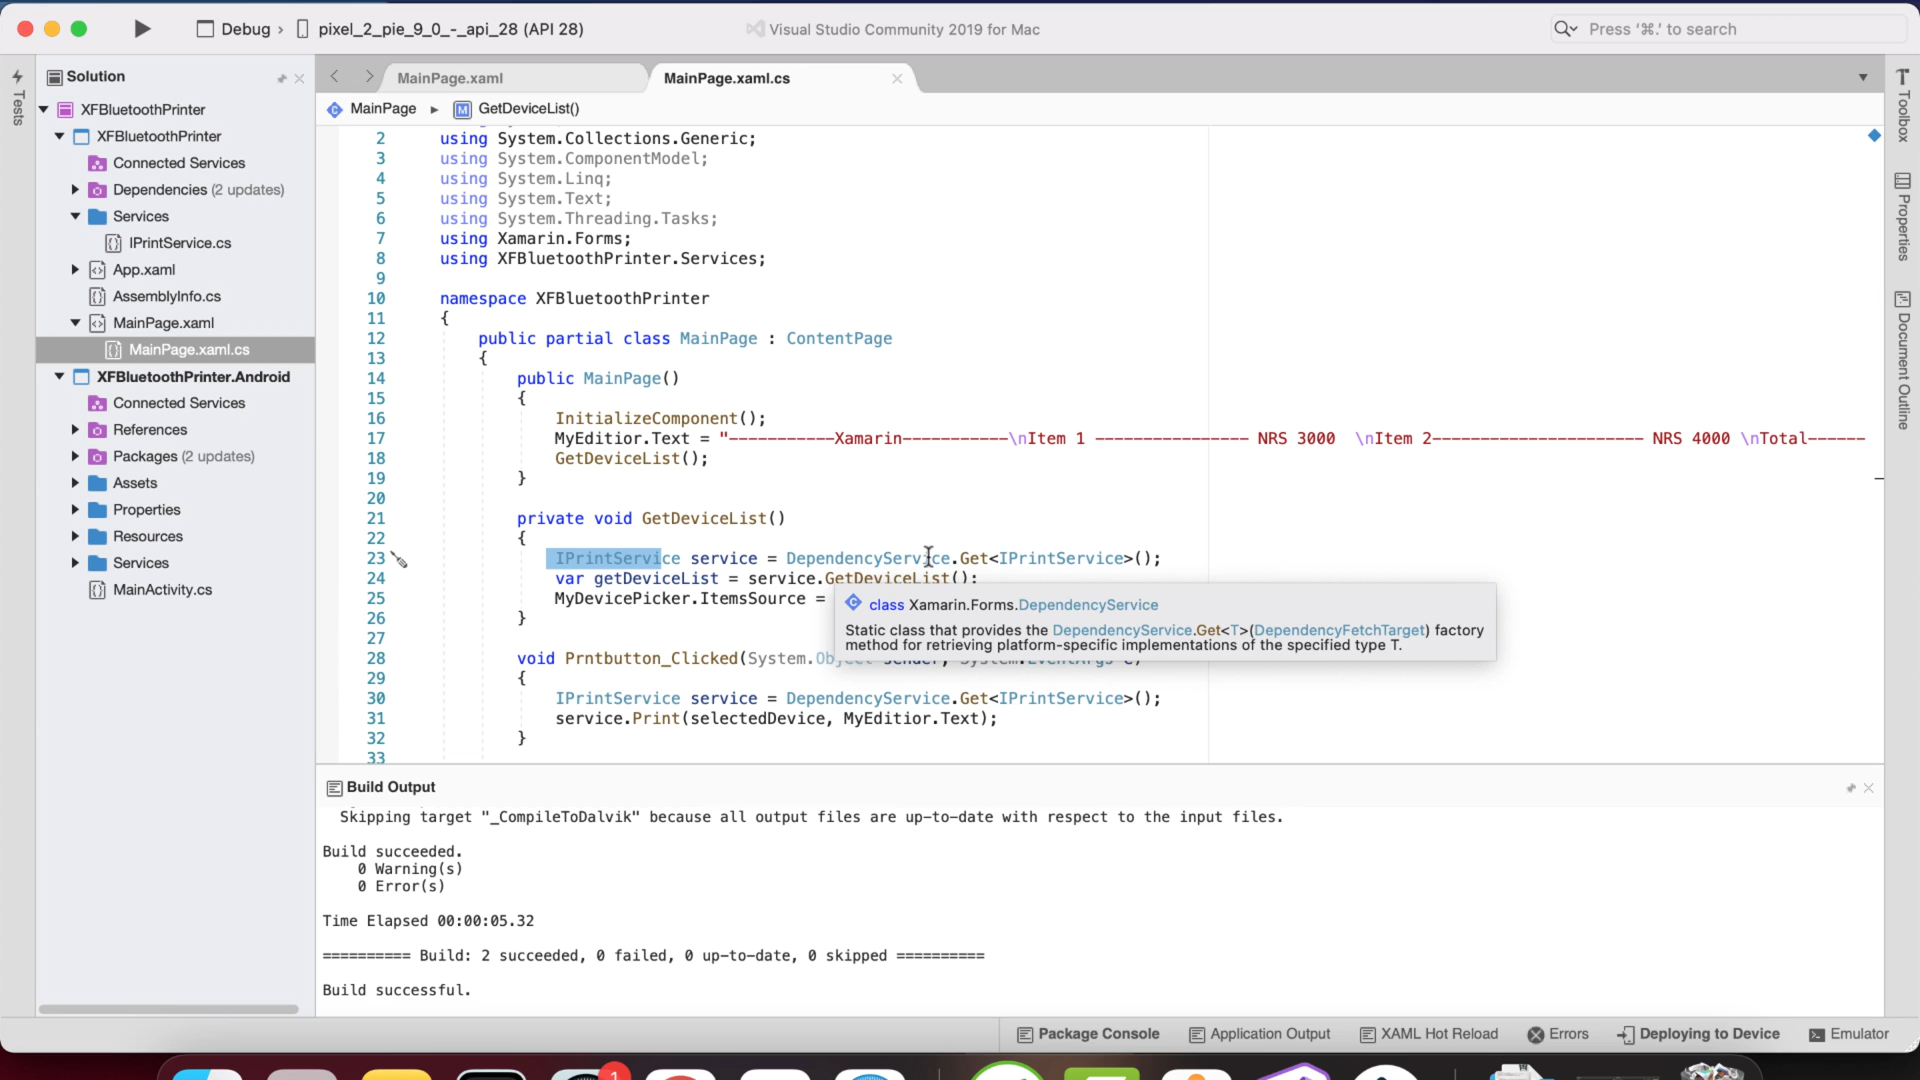 Debug › pixel_2_pie_9_0_-_api_28 (API 28)
Visual Studio Community 2019 for Mac
Press '⌘.' to search
Tests
Solution
XFBluetoothPrinter
XFBluetoothPrinter
Connected Services
Dependencies (2 updates)
Services
IPrintService.cs
App.xaml
AssemblyInfo.cs
MainPage.xaml
MainPage.xaml.cs
XFBluetoothPrinter.Android
Connected Services
References
Packages (2 updates)
Assets
Properties
Resources
Services
MainActivity.cs
MainPage.xaml
MainPage.xaml.cs
MainPage ▸ GetDeviceList()
2 using System.Collections.Generic;
3 using System.ComponentModel;
4 using System.Linq;
5 using System.Text;
6 using System.Threading.Tasks;
7 using Xamarin.Forms;
8 using XFBluetoothPrinter.Services;
9
10 namespace XFBluetoothPrinter
11 {
12 public partial class MainPage : ContentPage
13 {
14 public MainPage()
15 {
16 InitializeComponent();
17 MyEditior.Text = "-----------Xamarin-----------\nItem 1 ---------------- NRS 3000  \nItem 2---------------------- NRS 4000 \nTotal------
18 GetDeviceList();
19 }
20
21 private void GetDeviceList()
22 {
23 IPrintService service = DependencyService.Get<IPrintService>();
24 var getDeviceList = service.GetDeviceList();
25 MyDevicePicker.ItemsSource =
26 }
27
28 void Prntbutton_Clicked(System.Object sender, System.EventArgs e)
29 {
30 IPrintService service = DependencyService.Get<IPrintService>();
31 service.Print(selectedDevice, MyEditior.Text);
32 }
33
class Xamarin.Forms.DependencyService
Static class that provides the DependencyService.Get<T>(DependencyFetchTarget) factory
method for retrieving platform-specific implementations of the specified type T.
Toolbox
Properties
Document Outline
Build Output
Skipping target "_CompileToDalvik" because all output files are up-to-date with respect to the input files.
Build succeeded.
0 Warning(s)
0 Error(s)
Time Elapsed 00:00:05.32
========== Build: 2 succeeded, 0 failed, 0 up-to-date, 0 skipped ==========
Build successful.
Package Console
Application Output
XAML Hot Reload
Errors
Deploying to Device
Emulator
1